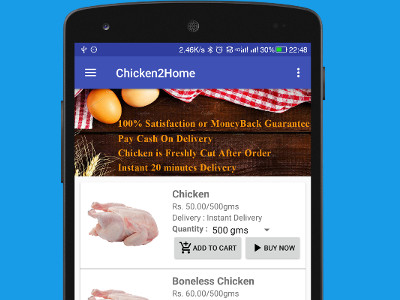 2.46K/s 30% 22:48
Chicken2Home
100% Satisfaction or MoneyBack Guarantee
Pay Cash On Delivery
Chicken is Freshly Cut After Order
Instant 20 minutes Delivery
Chicken
Rs. 50.00/500gms
Delivery : Instant Delivery
Quantity : 500 gms
ADD TO CART BUY NOW
Boneless Chicken
Rs. 60.00/500gms